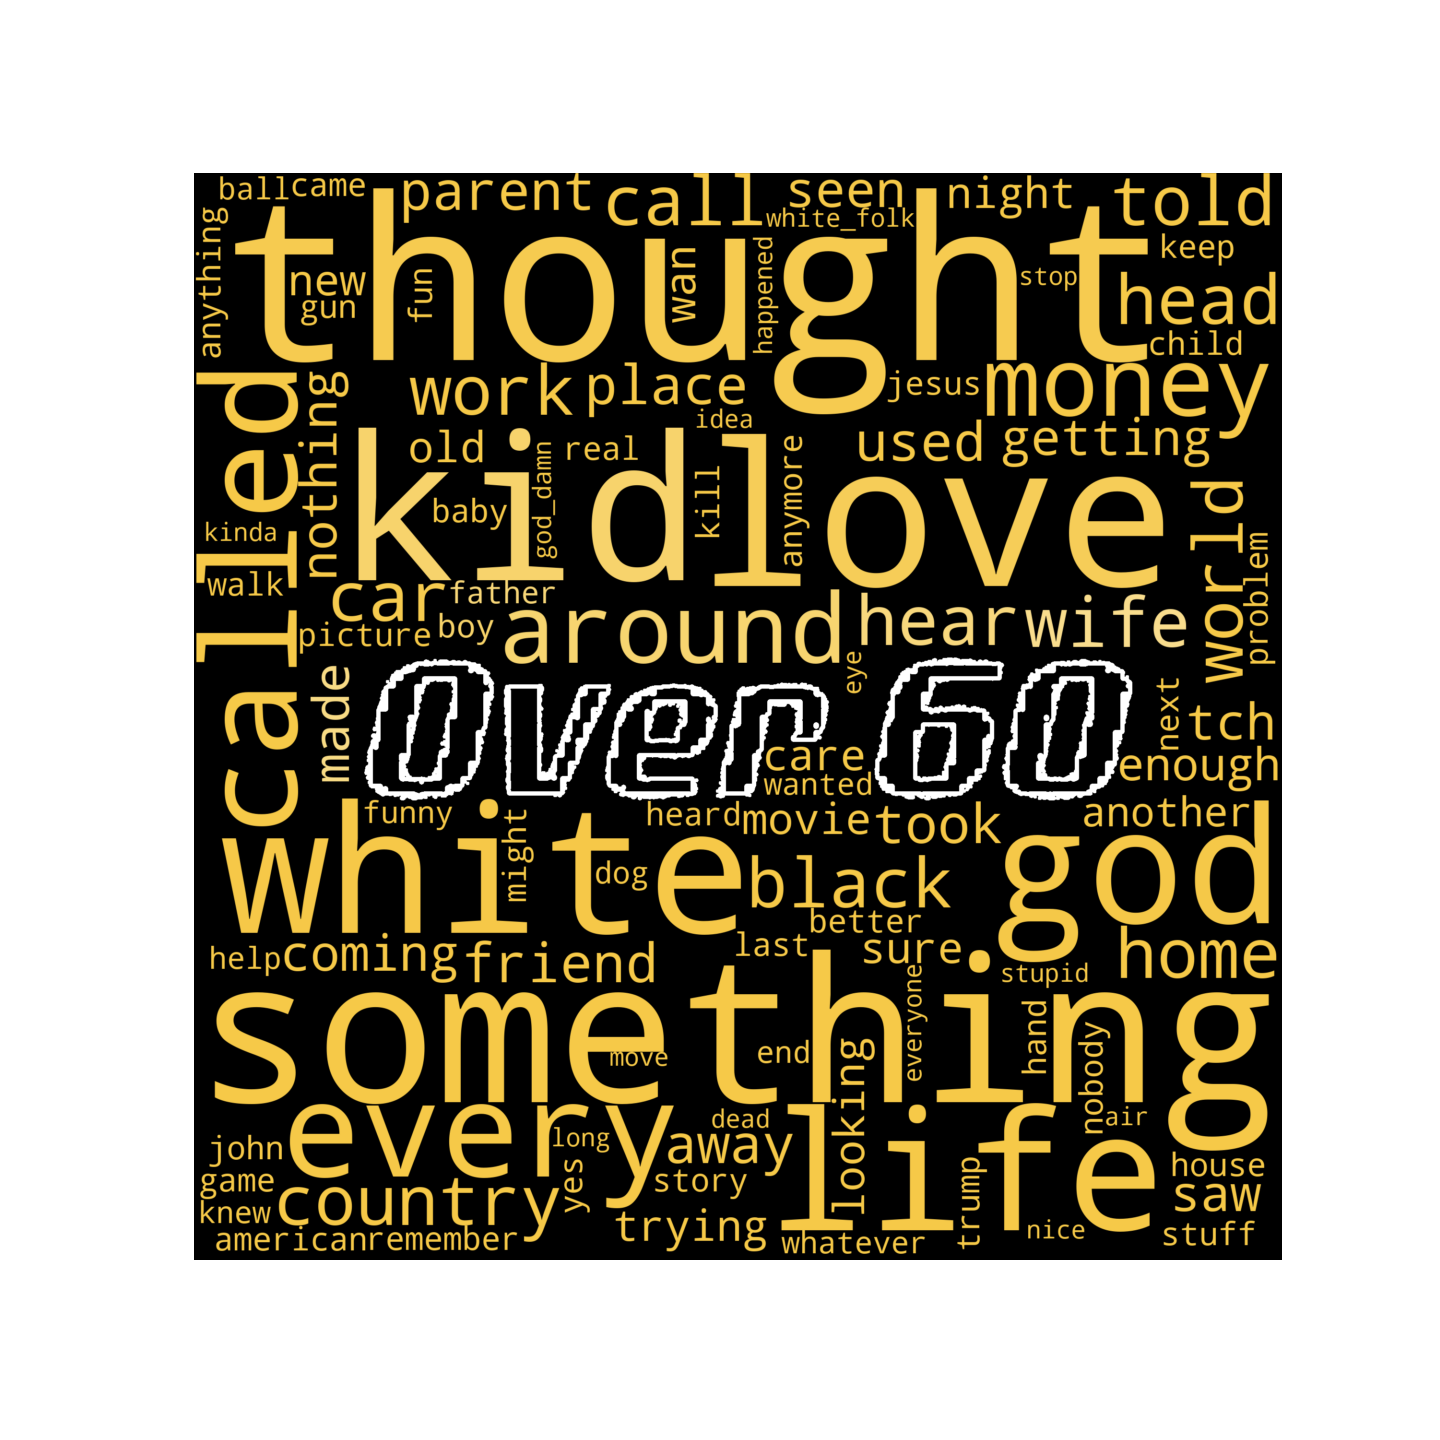 ball came parent call seen night told
white_folk
anything thought keep
new fun wan happened stop head
gun
child
called nothing work place jesus money
idea
old real used getting
kid love
baby god_damn kill anymore world
kinda problem
walk car father
picture boy around hear wife
made eye next
Over 60
tch
care enough
wanted
funny heard movie took another
white might dog black god
better
help coming friend last sure home
stupid
something everyone hand
move end looking nobody
every dead life air
john long away
game yes story trump house
knew country saw
american remember trying whatever nice stuff